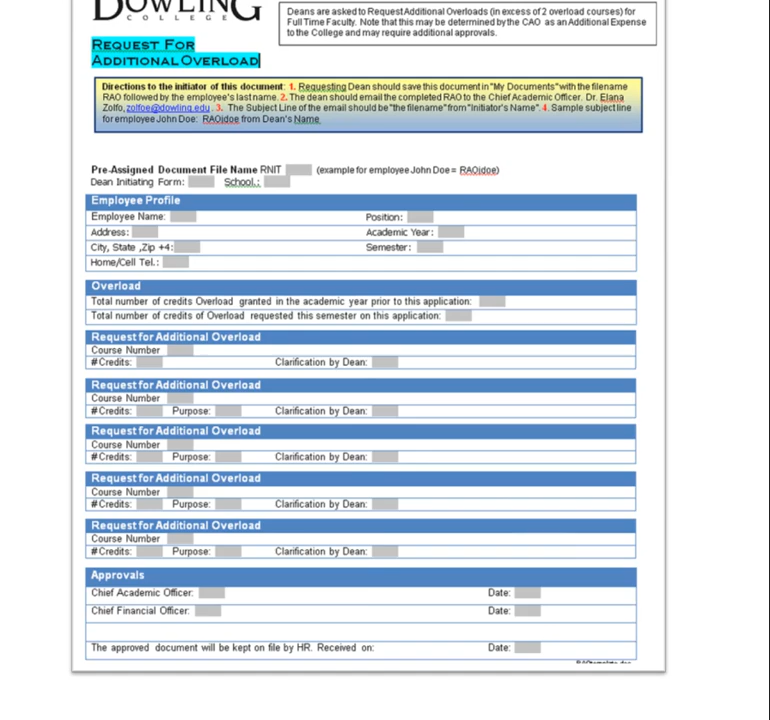 DOWLING
COLLEGE
Deans are asked to Request Additional Overloads (in excess of 2 overload courses) for
Full Time Faculty. Note that this may be determined by the CAO as an Additional Expense
to the College and may require additional approvals.
REQUEST FOR
ADDITIONAL OVERLOAD
Directions to the initiator of this document: 1. Requesting Dean should save this document in "My Documents" with the filename
RAO followed by the employee's last name. 2. The dean should email the completed RAO to the Chief Academic Officer. Dr. Elana
Zolfo, zolfoe@dowling.edu . 3. The Subject Line of the email should be "the filename" from "Initiator's Name". 4. Sample subject line
for employee John Doe: RAOjdoe from Dean's Name
Pre-Assigned Document File Name RNIT (example for employee John Doe = RAOjdoe)
Dean Initiating Form: School.:
Employee Profile
Employee Name: Position:
Address: Academic Year:
City, State ,Zip +4: Semester:
Home/Cell Tel.:
Overload
Total number of credits Overload granted in the academic year prior to this application:
Total number of credits of Overload requested this semester on this application:
Request for Additional Overload
Course Number
# Credits: Clarification by Dean:
Request for Additional Overload
Course Number
# Credits: Purpose: Clarification by Dean:
Request for Additional Overload
Course Number
# Credits: Purpose: Clarification by Dean:
Request for Additional Overload
Course Number
# Credits: Purpose: Clarification by Dean:
Request for Additional Overload
Course Number
# Credits: Purpose: Clarification by Dean:
Approvals
Chief Academic Officer: Date:
Chief Financial Officer: Date:
The approved document will be kept on file by HR. Received on: Date: